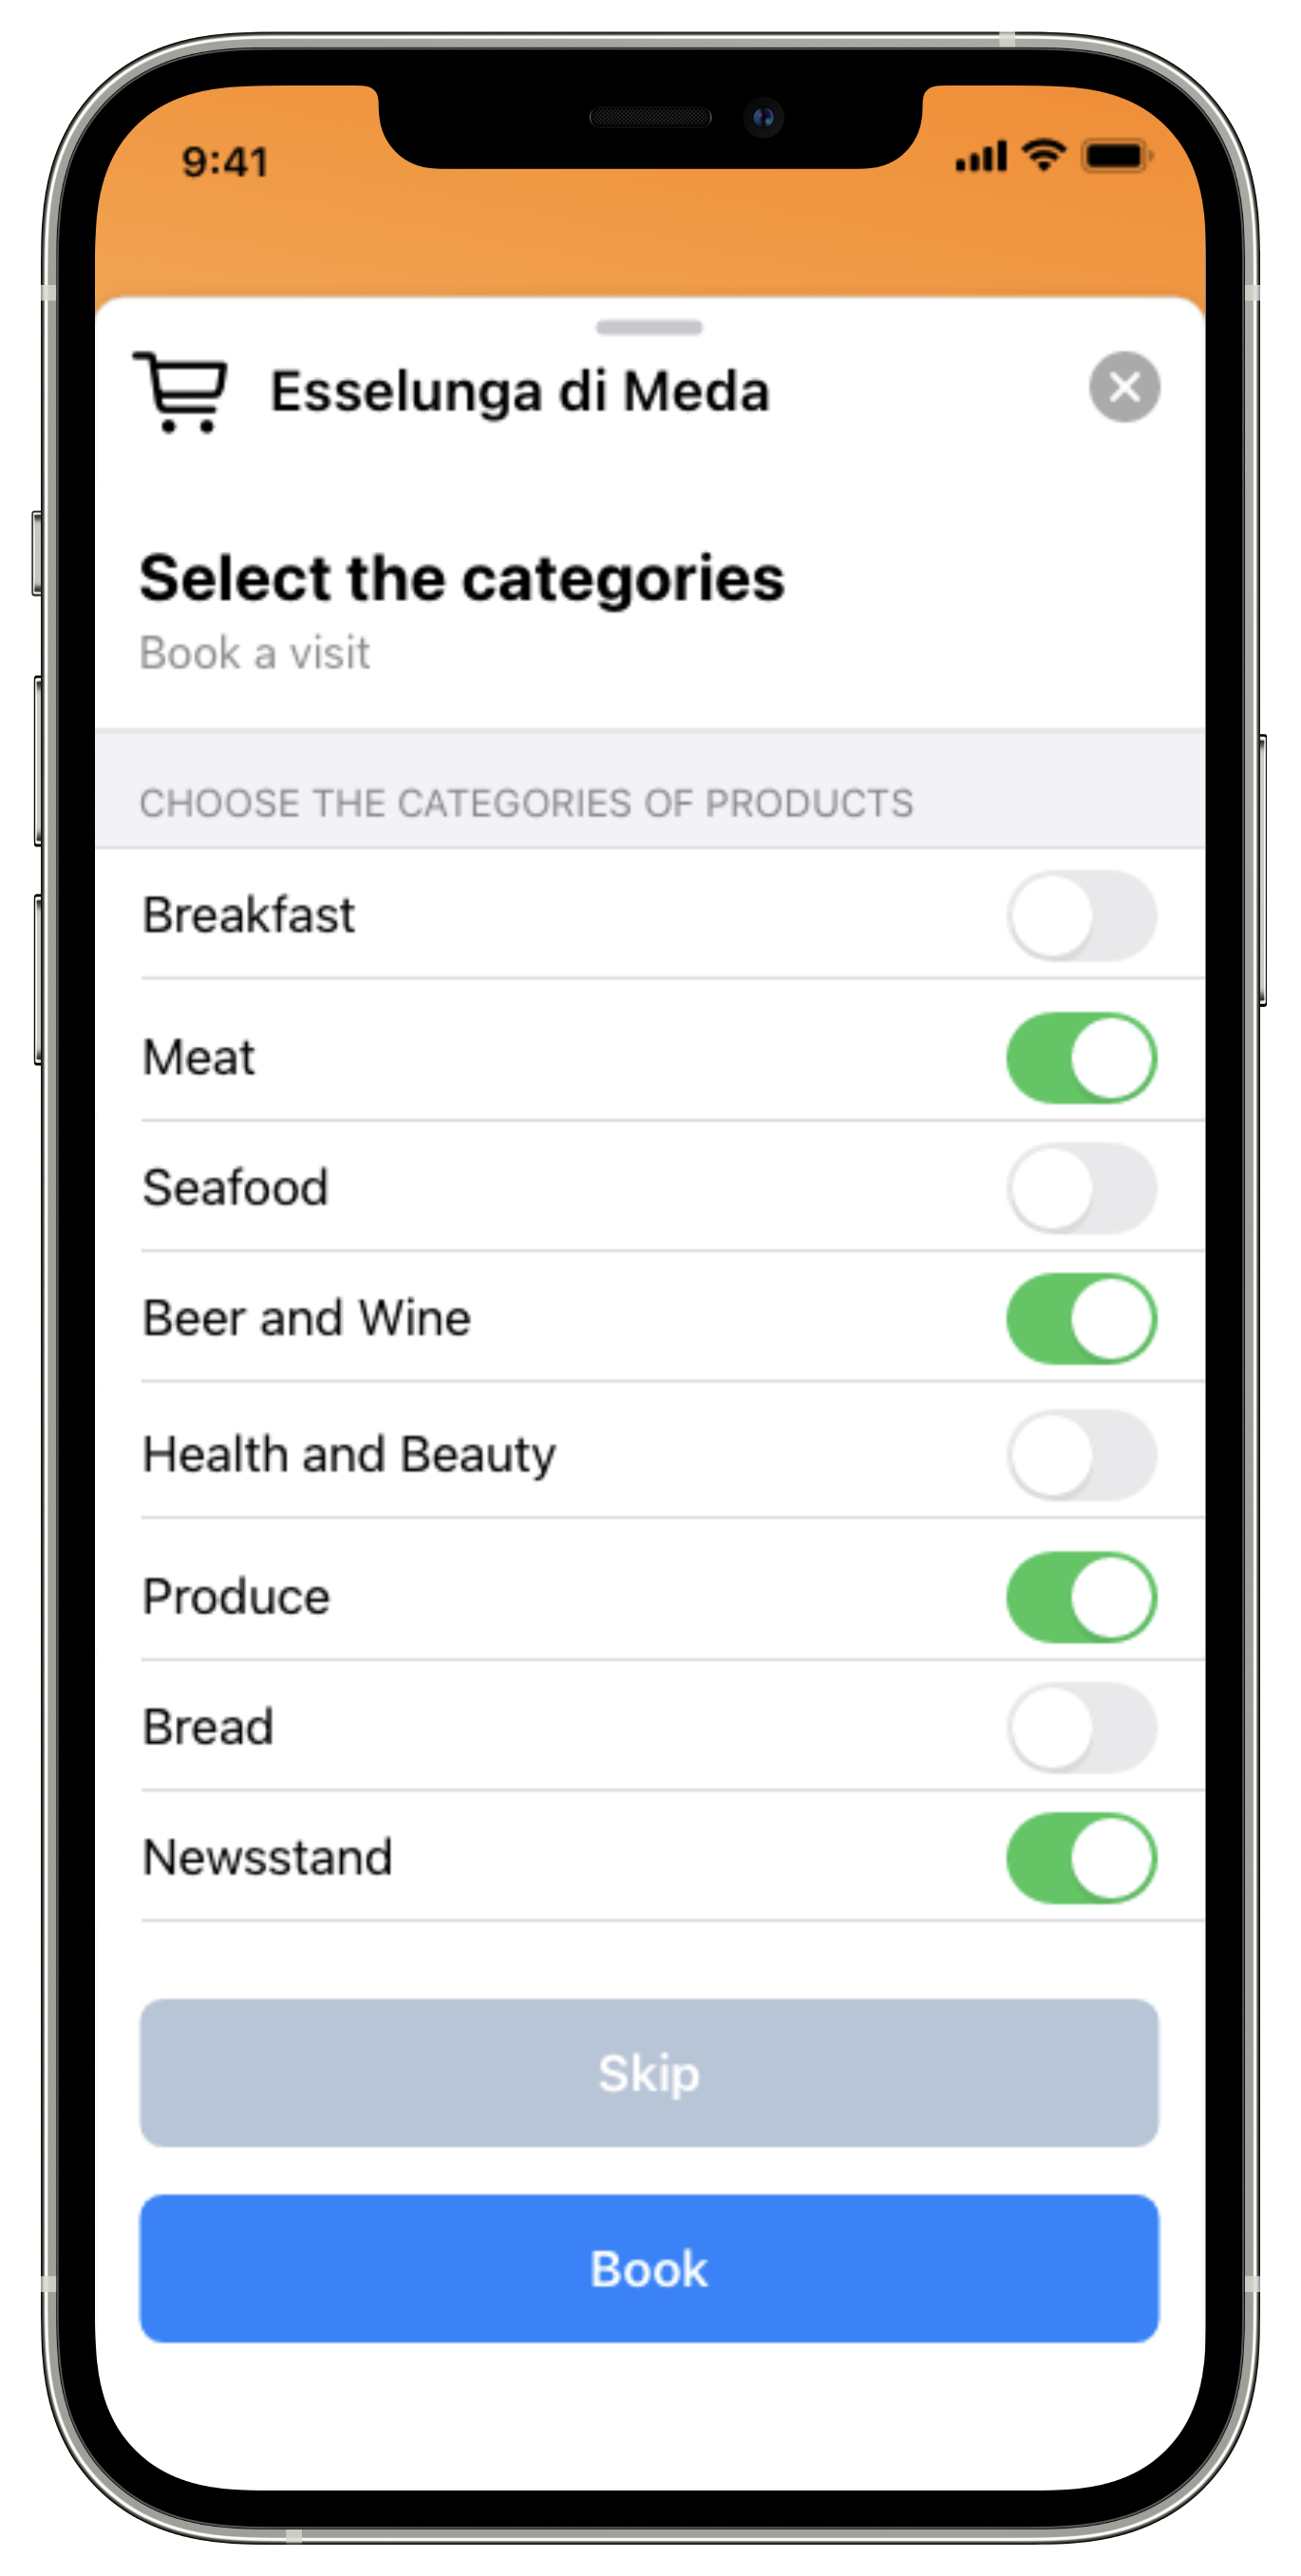 9:41
Esselunga di Meda
Select the categories
Book a visit
CHOOSE THE CATEGORIES OF PRODUCTS
Breakfast
Meat
Seafood
Beer and Wine
Health and Beauty
Produce
Bread
Newsstand
Skip
Book